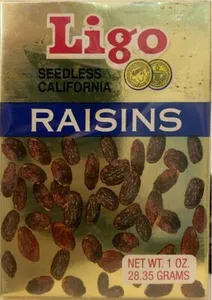 Ligo
SEEDLESS
CALIFORNIA
RAISINS
NET WT. 1 OZ.
28.35 GRAMS